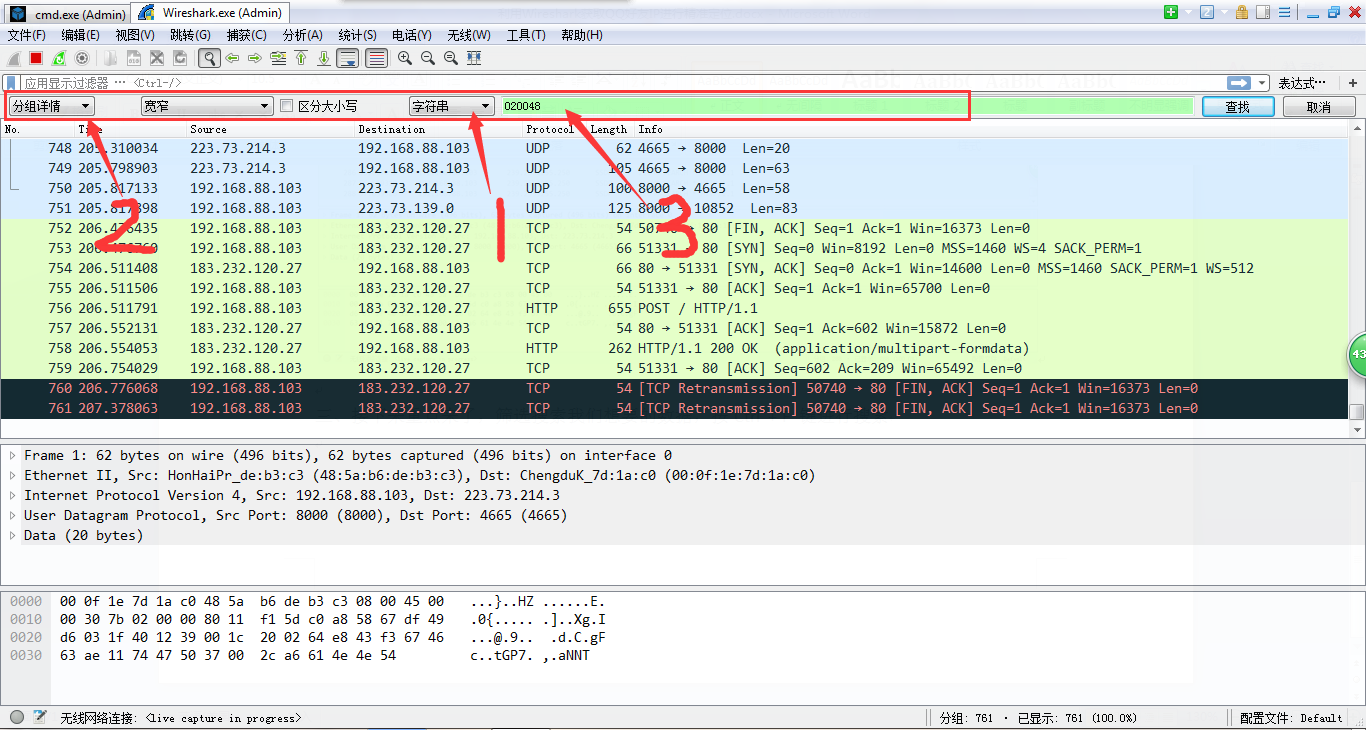 cmd.exe (Admin) Wireshark.exe (Admin)
文件(F) 编辑(E) 视图(V) 跳转(G) 捕获(C) 分析(A) 统计(S) 电话(Y) 无线(W) 工具(T) 帮助(H)
应用显示过滤器 … <Ctrl-/> 表达式…
分组详情 宽窄 区分大小写 字符串 020048 查找 取消
No. Source Destination Protocol Length Info
748 205.310034 223.73.214.3 192.168.88.103 UDP 62 4665 → 8000 Len=20
749 205.798903 223.73.214.3 192.168.88.103 UDP 105 4665 → 8000 Len=63
750 205.817133 192.168.88.103 223.73.214.3 UDP 100 8000 → 4665 Len=58
751 205.817898 192.168.88.103 223.73.139.0 UDP 125 8000 → 10852 Len=83
752 206.476435 192.168.88.103 183.232.120.27 TCP 54 50740 → 80 [FIN, ACK] Seq=1 Ack=1 Win=16373 Len=0
753 206.476760 192.168.88.103 183.232.120.27 TCP 66 51331 → 80 [SYN] Seq=0 Win=8192 Len=0 MSS=1460 WS=4 SACK_PERM=1
754 206.511408 183.232.120.27 192.168.88.103 TCP 66 80 → 51331 [SYN, ACK] Seq=0 Ack=1 Win=14600 Len=0 MSS=1460 SACK_PERM=1 WS=512
755 206.511506 192.168.88.103 183.232.120.27 TCP 54 51331 → 80 [ACK] Seq=1 Ack=1 Win=65700 Len=0
756 206.511791 192.168.88.103 183.232.120.27 HTTP 655 POST / HTTP/1.1
757 206.552131 183.232.120.27 192.168.88.103 TCP 54 80 → 51331 [ACK] Seq=1 Ack=602 Win=15872 Len=0
758 206.554053 183.232.120.27 192.168.88.103 HTTP 262 HTTP/1.1 200 OK (application/multipart-formdata)
759 206.754029 192.168.88.103 183.232.120.27 TCP 54 51331 → 80 [ACK] Seq=602 Ack=209 Win=65492 Len=0
760 206.776068 192.168.88.103 183.232.120.27 TCP 54 [TCP Retransmission] 50740 → 80 [FIN, ACK] Seq=1 Ack=1 Win=16373 Len=0
761 207.378063 192.168.88.103 183.232.120.27 TCP 54 [TCP Retransmission] 50740 → 80 [FIN, ACK] Seq=1 Ack=1 Win=16373 Len=0
2 1 3
43
Frame 1: 62 bytes on wire (496 bits), 62 bytes captured (496 bits) on interface 0
Ethernet II, Src: HonHaiPr_de:b3:c3 (48:5a:b6:de:b3:c3), Dst: ChengduK_7d:1a:c0 (00:0f:1e:7d:1a:c0)
Internet Protocol Version 4, Src: 192.168.88.103, Dst: 223.73.214.3
User Datagram Protocol, Src Port: 8000 (8000), Dst Port: 4665 (4665)
Data (20 bytes)
0000 00 0f 1e 7d 1a c0 48 5a b6 de b3 c3 08 00 45 00 ...}..HZ ......E.
0010 00 30 7b 02 00 00 80 11 f1 5d c0 a8 58 67 df 49 .0{..... .]..Xg.I
0020 d6 03 1f 40 12 39 00 1c 20 02 64 e8 43 f3 67 46 ...@.9.. .d.C.gF
0030 63 ae 11 74 47 50 37 00 2c a6 61 4e 4e 54 c..tGP7. ,.aNNT
无线网络连接: <live capture in progress> 分组: 761 · 已显示: 761 (100.0%) 配置文件: Default